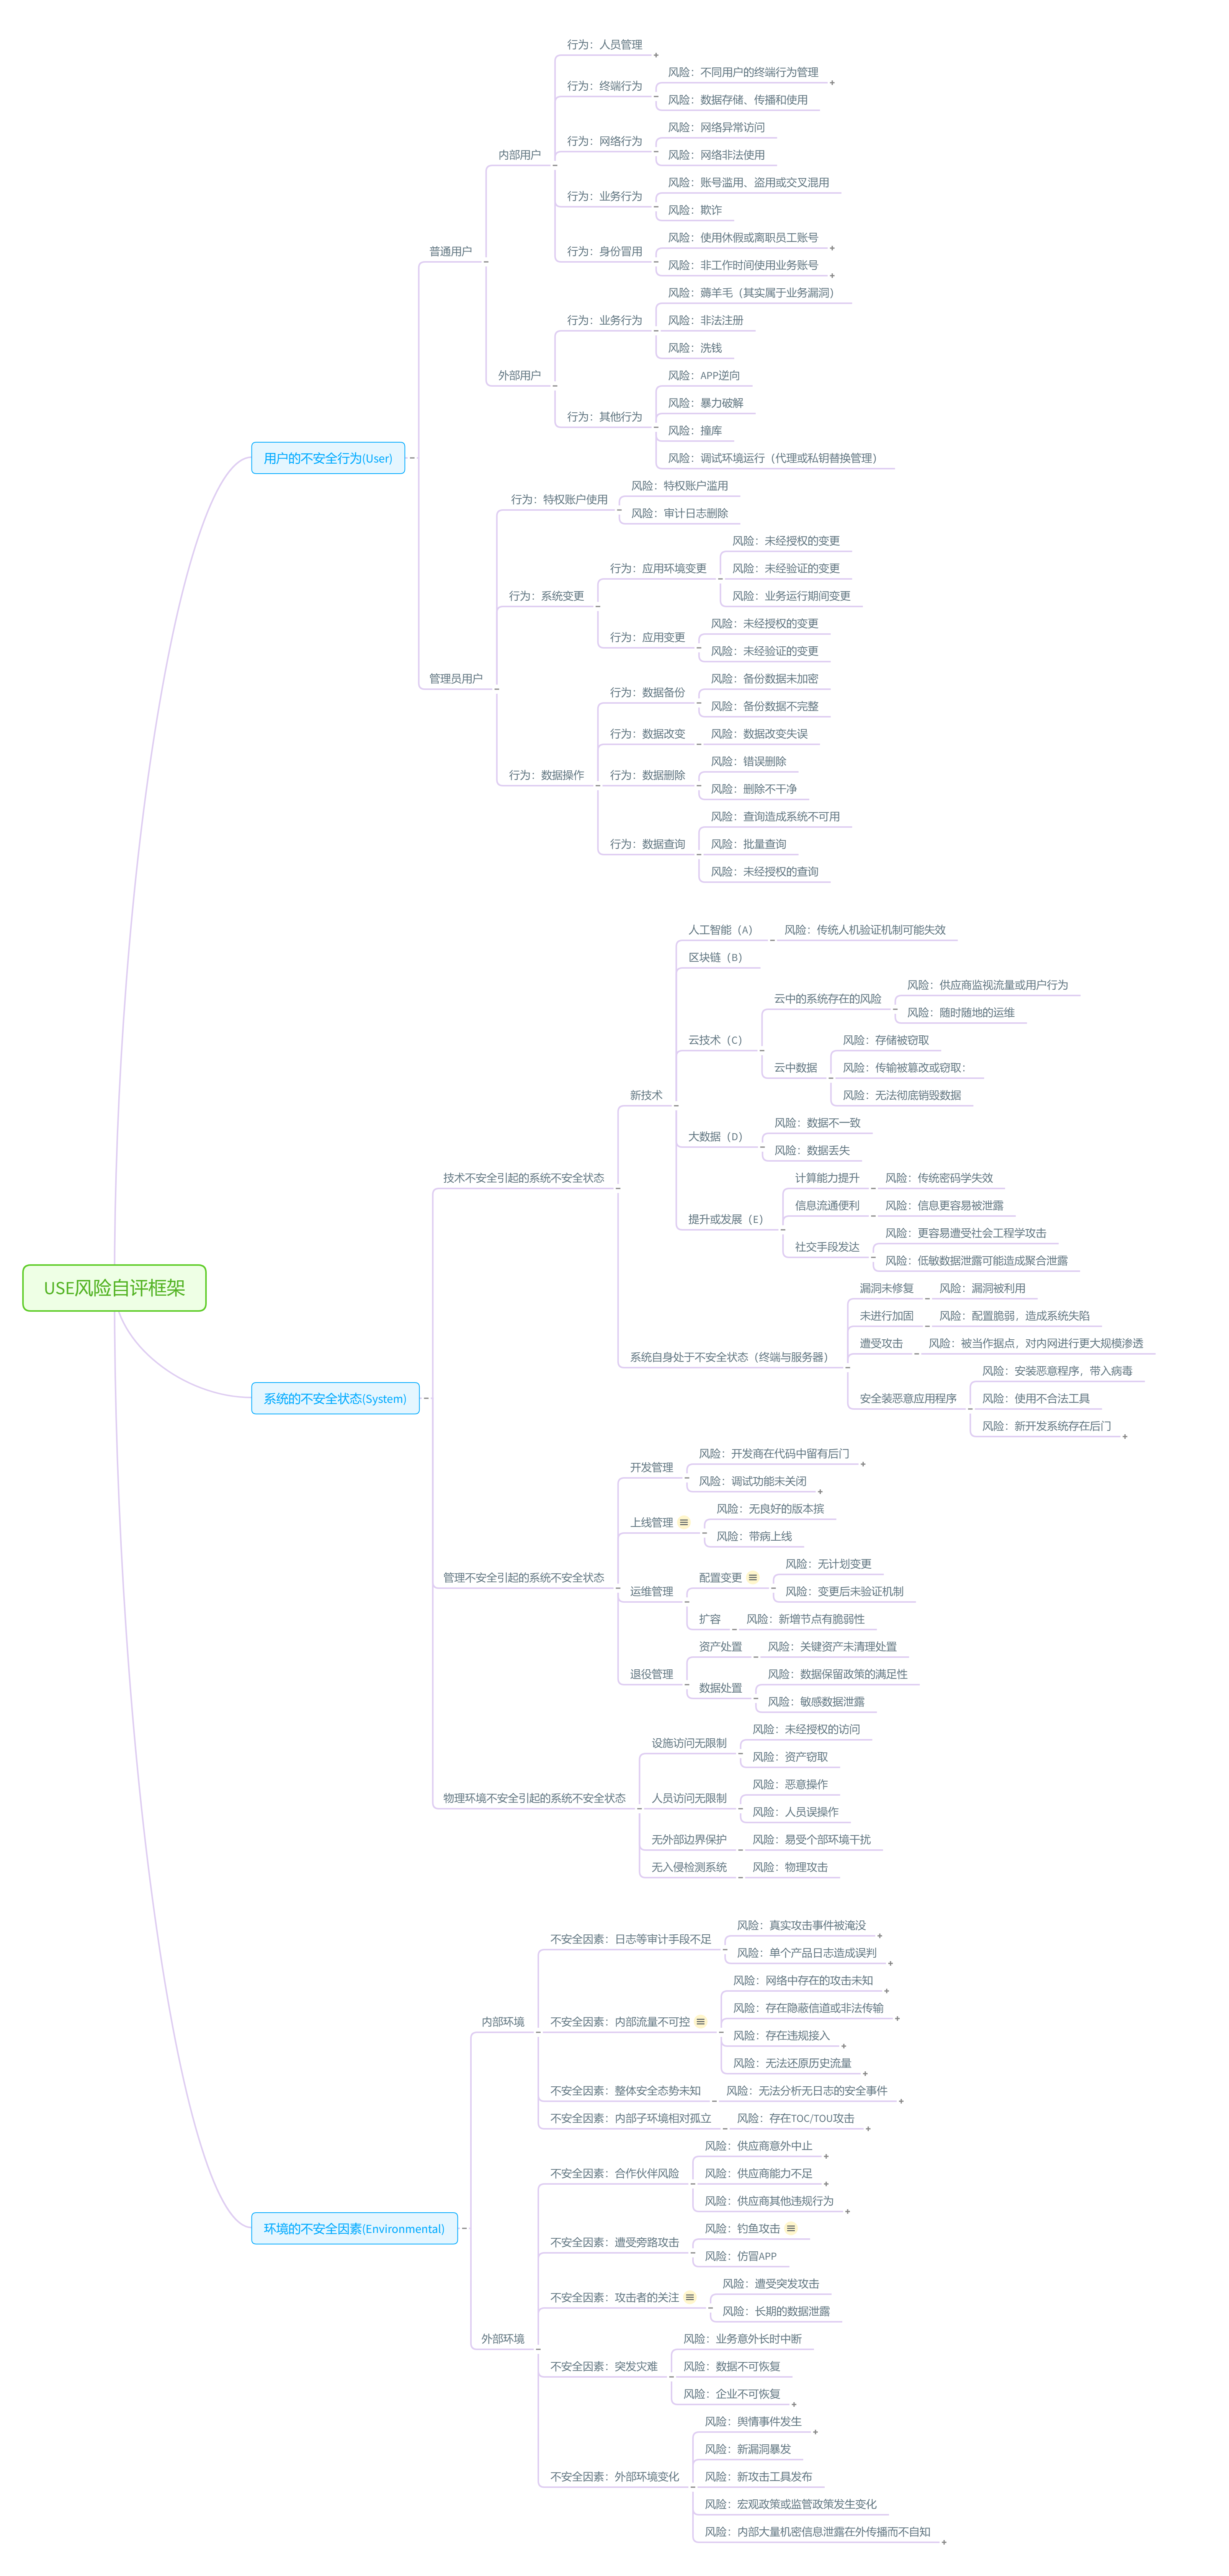 行为：人员管理
风险：不同用户的终端行为管理
行为：终端行为
风险：数据存储、传播和使用
风险：网络异常访问
行为：网络行为
内部用户
风险：网络非法使用
风险：账号滥用、盗用或交叉混用
行为：业务行为
风险：欺诈
风险：使用休假或离职员工账号
普通用户
行为：身份冒用
风险：非工作时间使用业务账号
风险：薅羊毛（其实属于业务漏洞）
行为：业务行为
风险：非法注册
风险：洗钱
外部用户
风险：APP逆向
风险：暴力破解
行为：其他行为
风险：撞库
用户的不安全行为(User)
风险：调试环境运行（代理或私钥替换管理）
风险：特权账户滥用
行为：特权账户使用
风险：审计日志删除
风险：未经授权的变更
行为：应用环境变更
风险：未经验证的变更
行为：系统变更
风险：业务运行期间变更
风险：未经授权的变更
行为：应用变更
风险：未经验证的变更
管理员用户
风险：备份数据未加密
行为：数据备份
风险：备份数据不完整
行为：数据改变
风险：数据改变失误
风险：错误删除
行为：数据操作
行为：数据删除
风险：删除不干净
风险：查询造成系统不可用
行为：数据查询
风险：批量查询
风险：未经授权的查询
人工智能（A）
风险：传统人机验证机制可能失效
区块链（B）
风险：供应商监视流量或用户行为
云中的系统存在的风险
风险：随时随地的运维
云技术（C）
风险：存储被窃取
云中数据
风险：传输被篡改或窃取：
新技术
风险：无法彻底销毁数据
风险：数据不一致
大数据（D）
风险：数据丢失
技术不安全引起的系统不安全状态
计算能力提升
风险：传统密码学失效
信息流通便利
风险：信息更容易被泄露
提升或发展（E）
风险：更容易遭受社会工程学攻击
社交手段发达
风险：低敏数据泄露可能造成聚合泄露
USE风险自评框架
漏洞未修复
风险：漏洞被利用
未进行加固
风险：配置脆弱，造成系统失陷
遭受攻击
风险：被当作据点，对内网进行更大规模渗透
系统自身处于不安全状态（终端与服务器）
风险：安装恶意程序，带入病毒
系统的不安全状态(System)
安全装恶意应用程序
风险：使用不合法工具
风险：新开发系统存在后门
风险：开发商在代码中留有后门
开发管理
风险：调试功能未关闭
风险：无良好的版本摈
上线管理
风险：带病上线
风险：无计划变更
管理不安全引起的系统不安全状态
配置变更
运维管理
风险：变更后未验证机制
扩容
风险：新增节点有脆弱性
资产处置
风险：关键资产未清理处置
退役管理
风险：数据保留政策的满足性
数据处置
风险：敏感数据泄露
风险：未经授权的访问
设施访问无限制
风险：资产窃取
风险：恶意操作
物理环境不安全引起的系统不安全状态
人员访问无限制
风险：人员误操作
无外部边界保护
风险：易受个部环境干扰
无入侵检测系统
风险：物理攻击
风险：真实攻击事件被淹没
不安全因素：日志等审计手段不足
风险：单个产品日志造成误判
风险：网络中存在的攻击未知
风险：存在隐蔽信道或非法传输
内部环境
不安全因素：内部流量不可控
风险：存在违规接入
风险：无法还原历史流量
不安全因素：整体安全态势未知
风险：无法分析无日志的安全事件
不安全因素：内部子环境相对孤立
风险：存在TOC/TOU攻击
风险：供应商意外中止
不安全因素：合作伙伴风险
风险：供应商能力不足
风险：供应商其他违规行为
环境的不安全因素(Environmental)
风险：钓鱼攻击
不安全因素：遭受旁路攻击
风险：仿冒APP
风险：遭受突发攻击
不安全因素：攻击者的关注
风险：长期的数据泄露
外部环境
风险：业务意外长时中断
不安全因素：突发灾难
风险：数据不可恢复
风险：企业不可恢复
风险：舆情事件发生
风险：新漏洞暴发
不安全因素：外部环境变化
风险：新攻击工具发布
风险：宏观政策或监管政策发生变化
风险：内部大量机密信息泄露在外传播而不自知